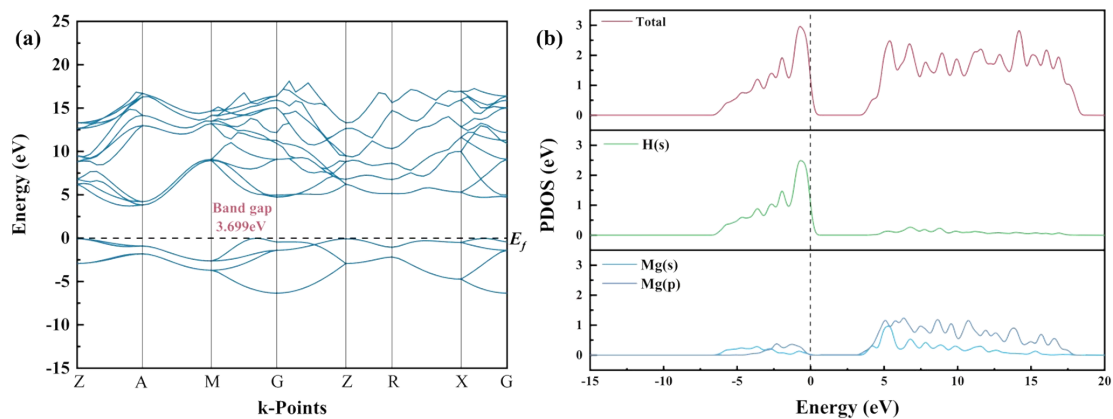 (a)
Energy (eV)
25
20
15
10
5
0
-5
-10
-15
Band gap
3.699eV
E_f
Z A M G Z R X G
k-Points
(b)
PDOS (eV)
3
2
1
0
Total
3
2
1
0
H(s)
3
2
1
0
Mg(s)
Mg(p)
-15 -10 -5 0 5 10 15 20
Energy (eV)